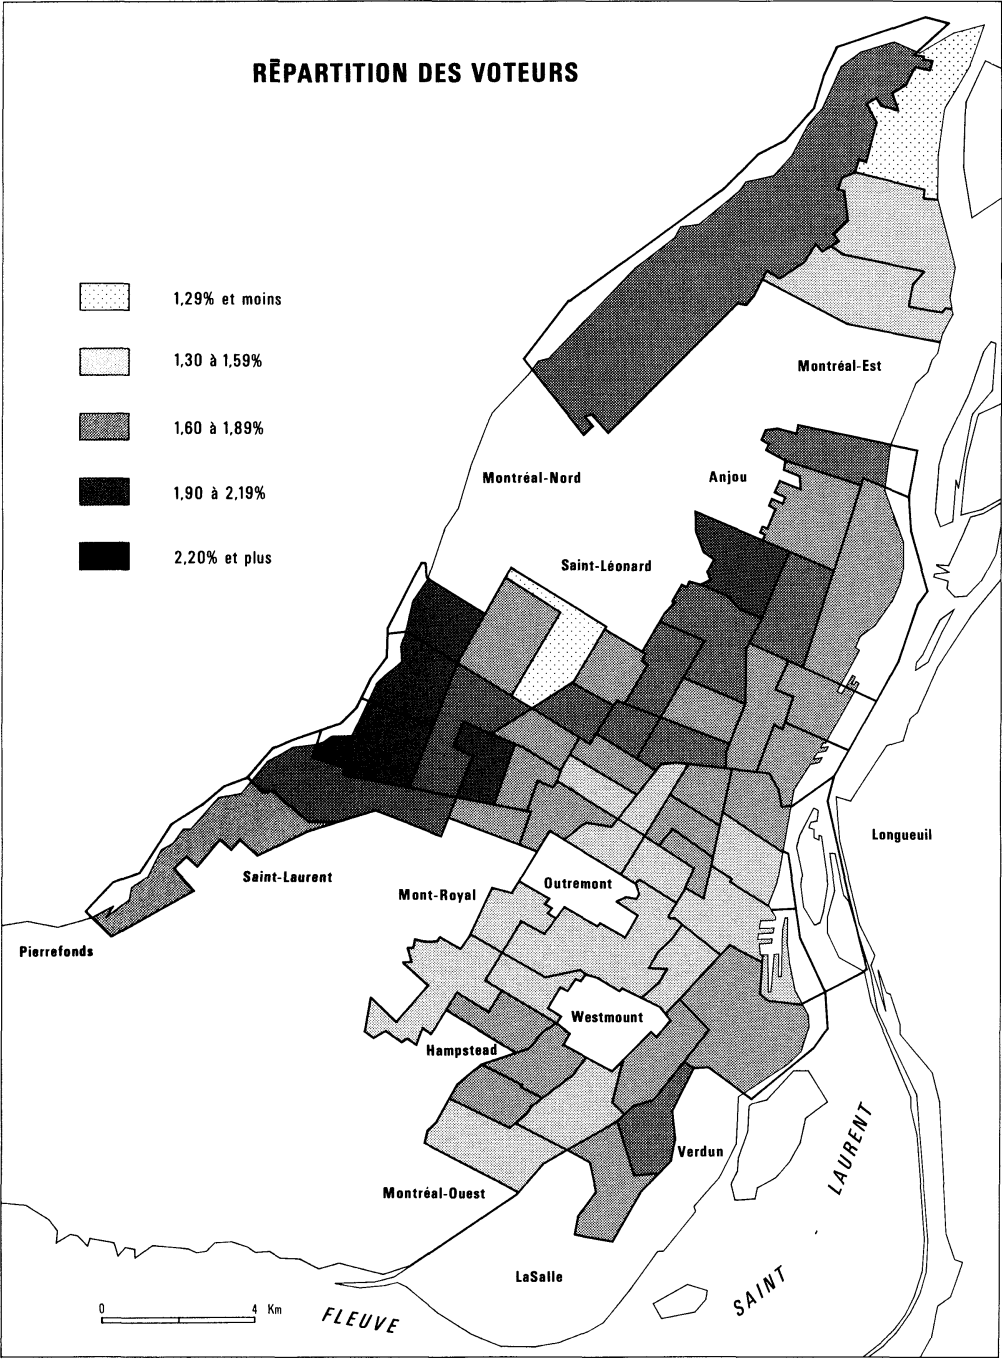 RÉPARTITION DES VOTEURS
1,29% et moins
1,30 à 1,59%
1,60 à 1,89%
1,90 à 2,19%
2,20% et plus
Montréal-Est
Montréal-Nord
Anjou
Saint-Léonard
Longueuil
Saint-Laurent
Outremont
Mont-Royal
Pierrefonds
Westmount
Hampstead
Verdun
Montréal-Ouest
LaSalle
0 4 Km
FLEUVE SAINT LAURENT